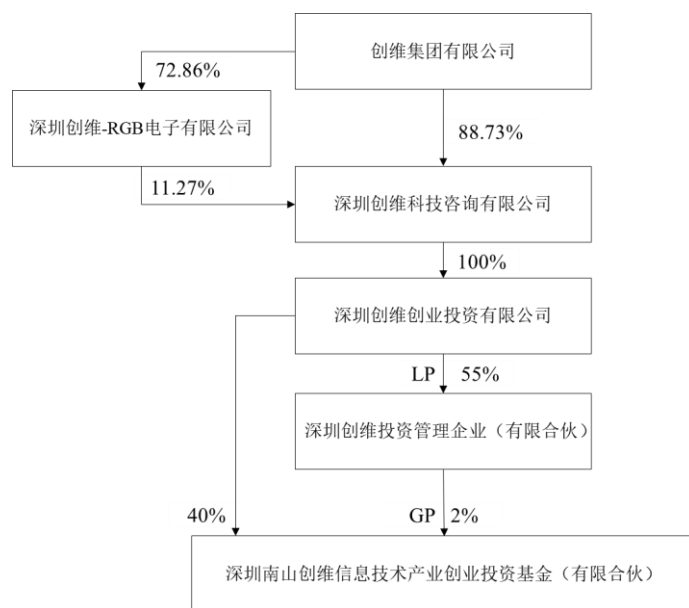 创维集团有限公司
72.86%
深圳创维-RGB电子有限公司
88.73%
11.27%
深圳创维科技咨询有限公司
100%
深圳创维创业投资有限公司
LP 55%
深圳创维投资管理企业（有限合伙）
40%
GP 2%
深圳南山创维信息技术产业创业投资基金（有限合伙）